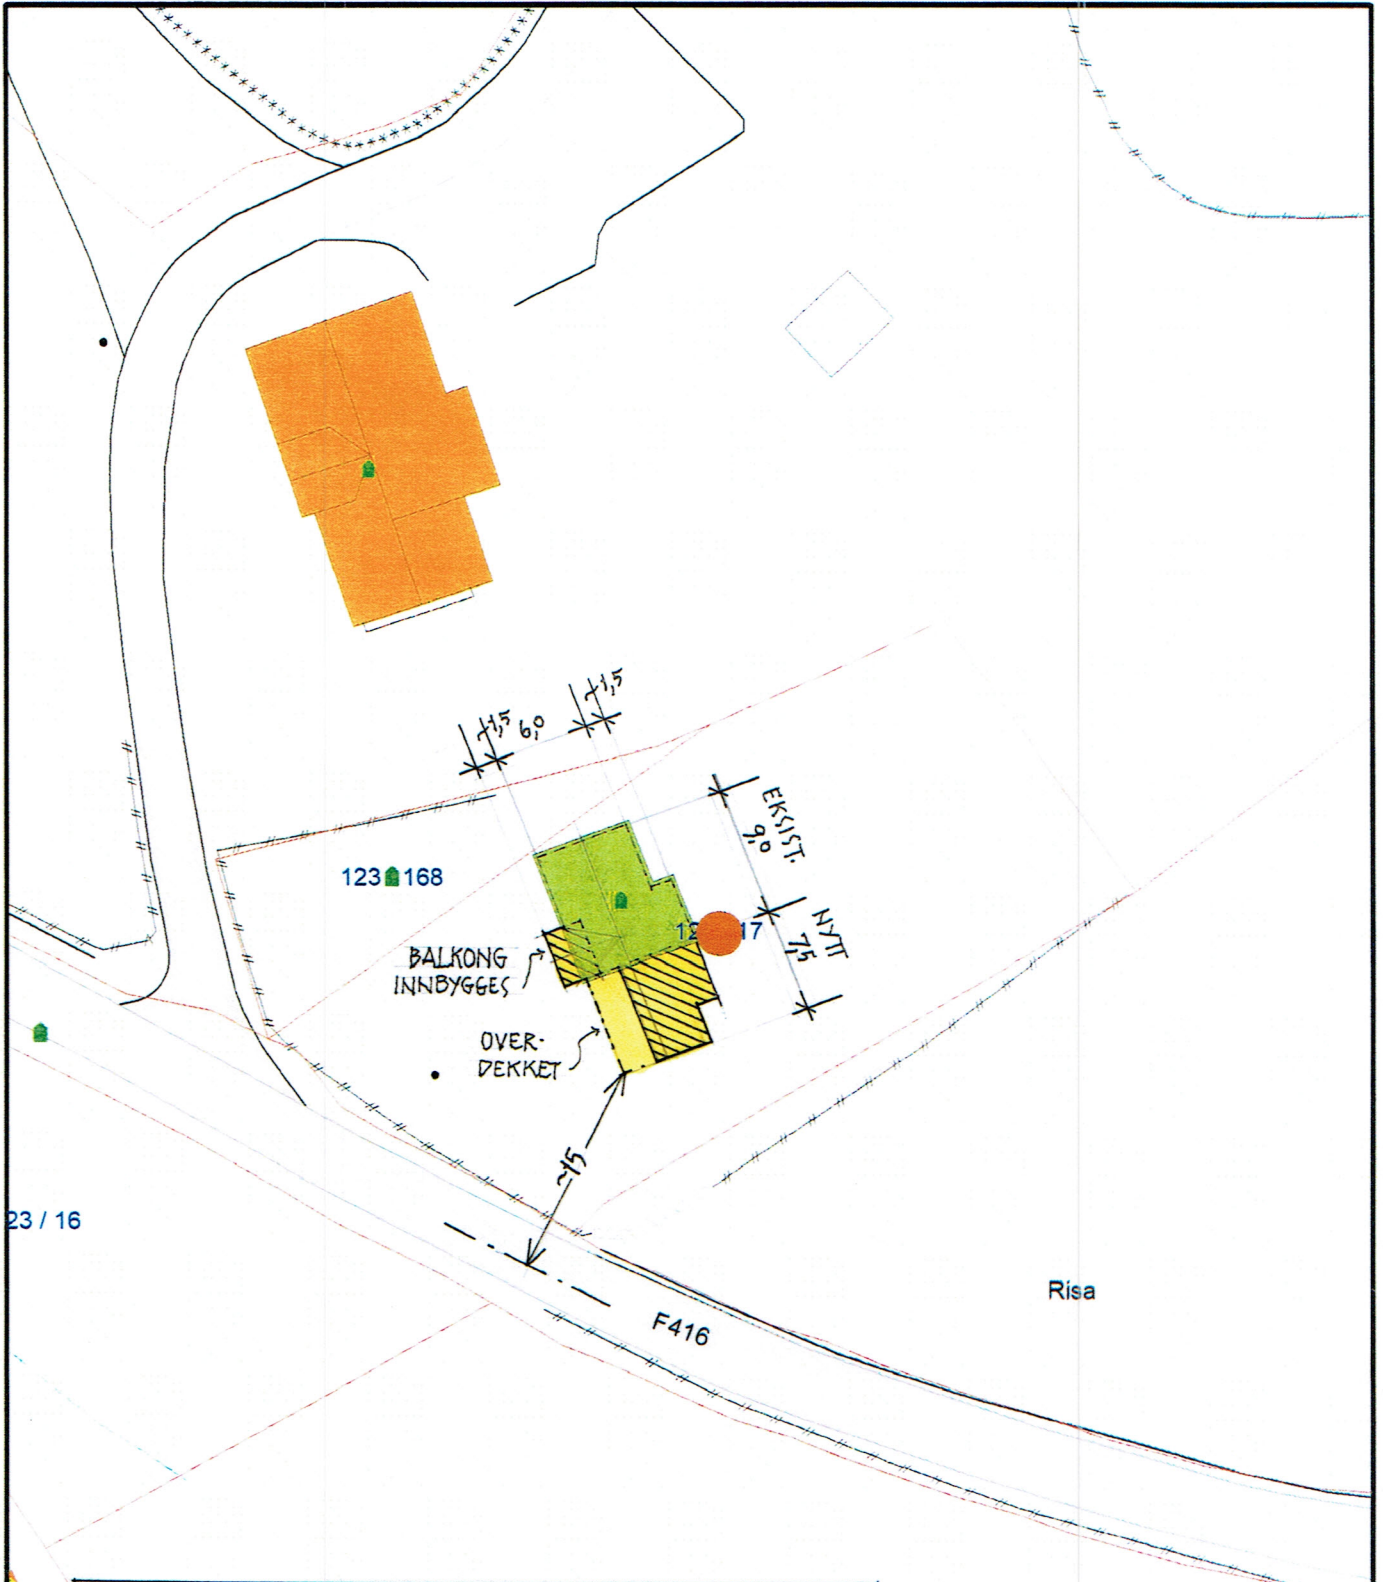 ~1,5
~1,5
6,0
EKSIST.
9,0
123 168
NYTT
7,5
17
BALKONG
INNBYGGES
OVER-
DEKKET
~15
23 / 16
Risa
F416